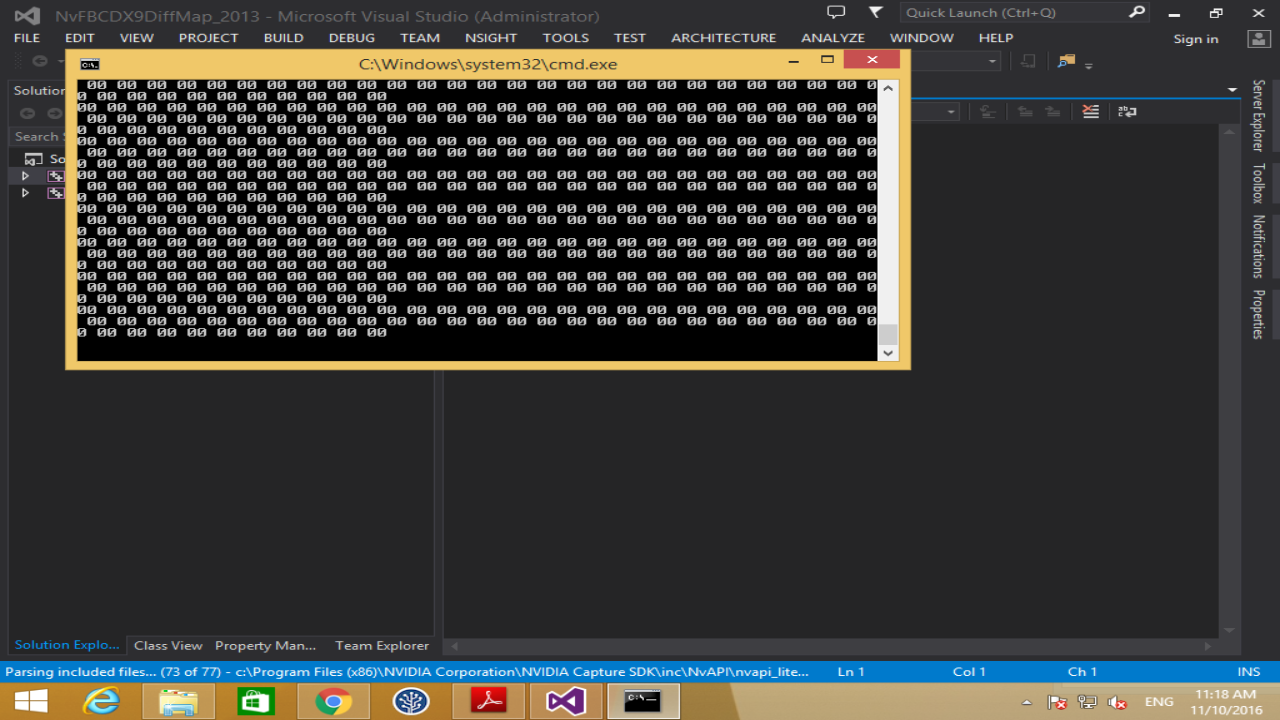 NvFBCDX9DiffMap_2013 - Microsoft Visual Studio (Administrator)
Quick Launch (Ctrl+Q)
FILE EDIT VIEW PROJECT BUILD DEBUG TEAM NSIGHT TOOLS TEST ARCHITECTURE ANALYZE WINDOW HELP Sign in
C:\Windows\system32\cmd.exe
00 00 00 00 00 00 00 00 00 00 00 00 00 00 00 00 00 00 00 00 00 00 00 00 00 00 0
0 00 00 00 00 00 00 00 00 00 00
00 00 00 00 00 00 00 00 00 00 00 00 00 00 00 00 00 00 00 00 00 00 00 00 00 00 00
00 00 00 00 00 00 00 00 00 00 00 00 00 00 00 00 00 00 00 00 00 00 00 00 00 00 0
0 00 00 00 00 00 00 00 00 00 00
00 00 00 00 00 00 00 00 00 00 00 00 00 00 00 00 00 00 00 00 00 00 00 00 00 00 00
00 00 00 00 00 00 00 00 00 00 00 00 00 00 00 00 00 00 00 00 00 00 00 00 00 00 0
0 00 00 00 00 00 00 00 00 00 00
00 00 00 00 00 00 00 00 00 00 00 00 00 00 00 00 00 00 00 00 00 00 00 00 00 00 00
00 00 00 00 00 00 00 00 00 00 00 00 00 00 00 00 00 00 00 00 00 00 00 00 00 00 0
0 00 00 00 00 00 00 00 00 00 00
00 00 00 00 00 00 00 00 00 00 00 00 00 00 00 00 00 00 00 00 00 00 00 00 00 00 00
00 00 00 00 00 00 00 00 00 00 00 00 00 00 00 00 00 00 00 00 00 00 00 00 00 00 0
0 00 00 00 00 00 00 00 00 00 00
00 00 00 00 00 00 00 00 00 00 00 00 00 00 00 00 00 00 00 00 00 00 00 00 00 00 00
00 00 00 00 00 00 00 00 00 00 00 00 00 00 00 00 00 00 00 00 00 00 00 00 00 00 0
0 00 00 00 00 00 00 00 00 00 00
00 00 00 00 00 00 00 00 00 00 00 00 00 00 00 00 00 00 00 00 00 00 00 00 00 00 00
00 00 00 00 00 00 00 00 00 00 00 00 00 00 00 00 00 00 00 00 00 00 00 00 00 00 0
0 00 00 00 00 00 00 00 00 00 00
00 00 00 00 00 00 00 00 00 00 00 00 00 00 00 00 00 00 00 00 00 00 00 00 00 00 00
00 00 00 00 00 00 00 00 00 00 00 00 00 00 00 00 00 00 00 00 00 00 00 00 00 00 0
0 00 00 00 00 00 00 00 00 00 00
Solution
Search
So
Server Explorer
Toolbox
Notifications
Properties
Solution Explo... Class View Property Man... Team Explorer
Parsing included files... (73 of 77) - c:\Program Files (x86)\NVIDIA Corporation\NVIDIA Capture SDK\inc\NvAPI\nvapi_lite... Ln 1 Col 1 Ch 1 INS
ENG
11:18 AM
11/10/2016